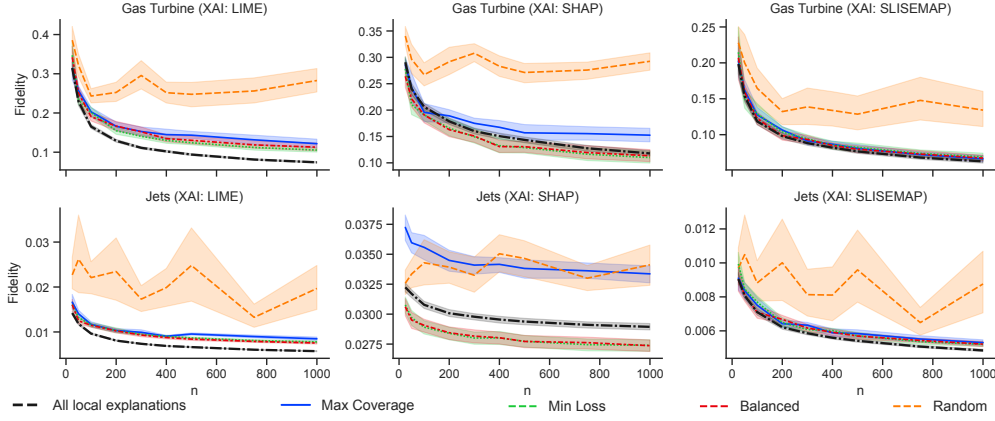 Gas Turbine (XAI: LIME)
Gas Turbine (XAI: SHAP)
Gas Turbine (XAI: SLISEMAP)
Fidelity
0.4
0.3
0.2
0.1
0.35
0.30
0.25
0.20
0.15
0.10
0.25
0.20
0.15
0.10
Jets (XAI: LIME)
Jets (XAI: SHAP)
Jets (XAI: SLISEMAP)
Fidelity
0.03
0.02
0.01
0.0375
0.0350
0.0325
0.0300
0.0275
0.012
0.010
0.008
0.006
0 200 400 600 800 1000
0 200 400 600 800 1000
0 200 400 600 800 1000
n
n
n
All local explanations
Max Coverage
Min Loss
Balanced
Random